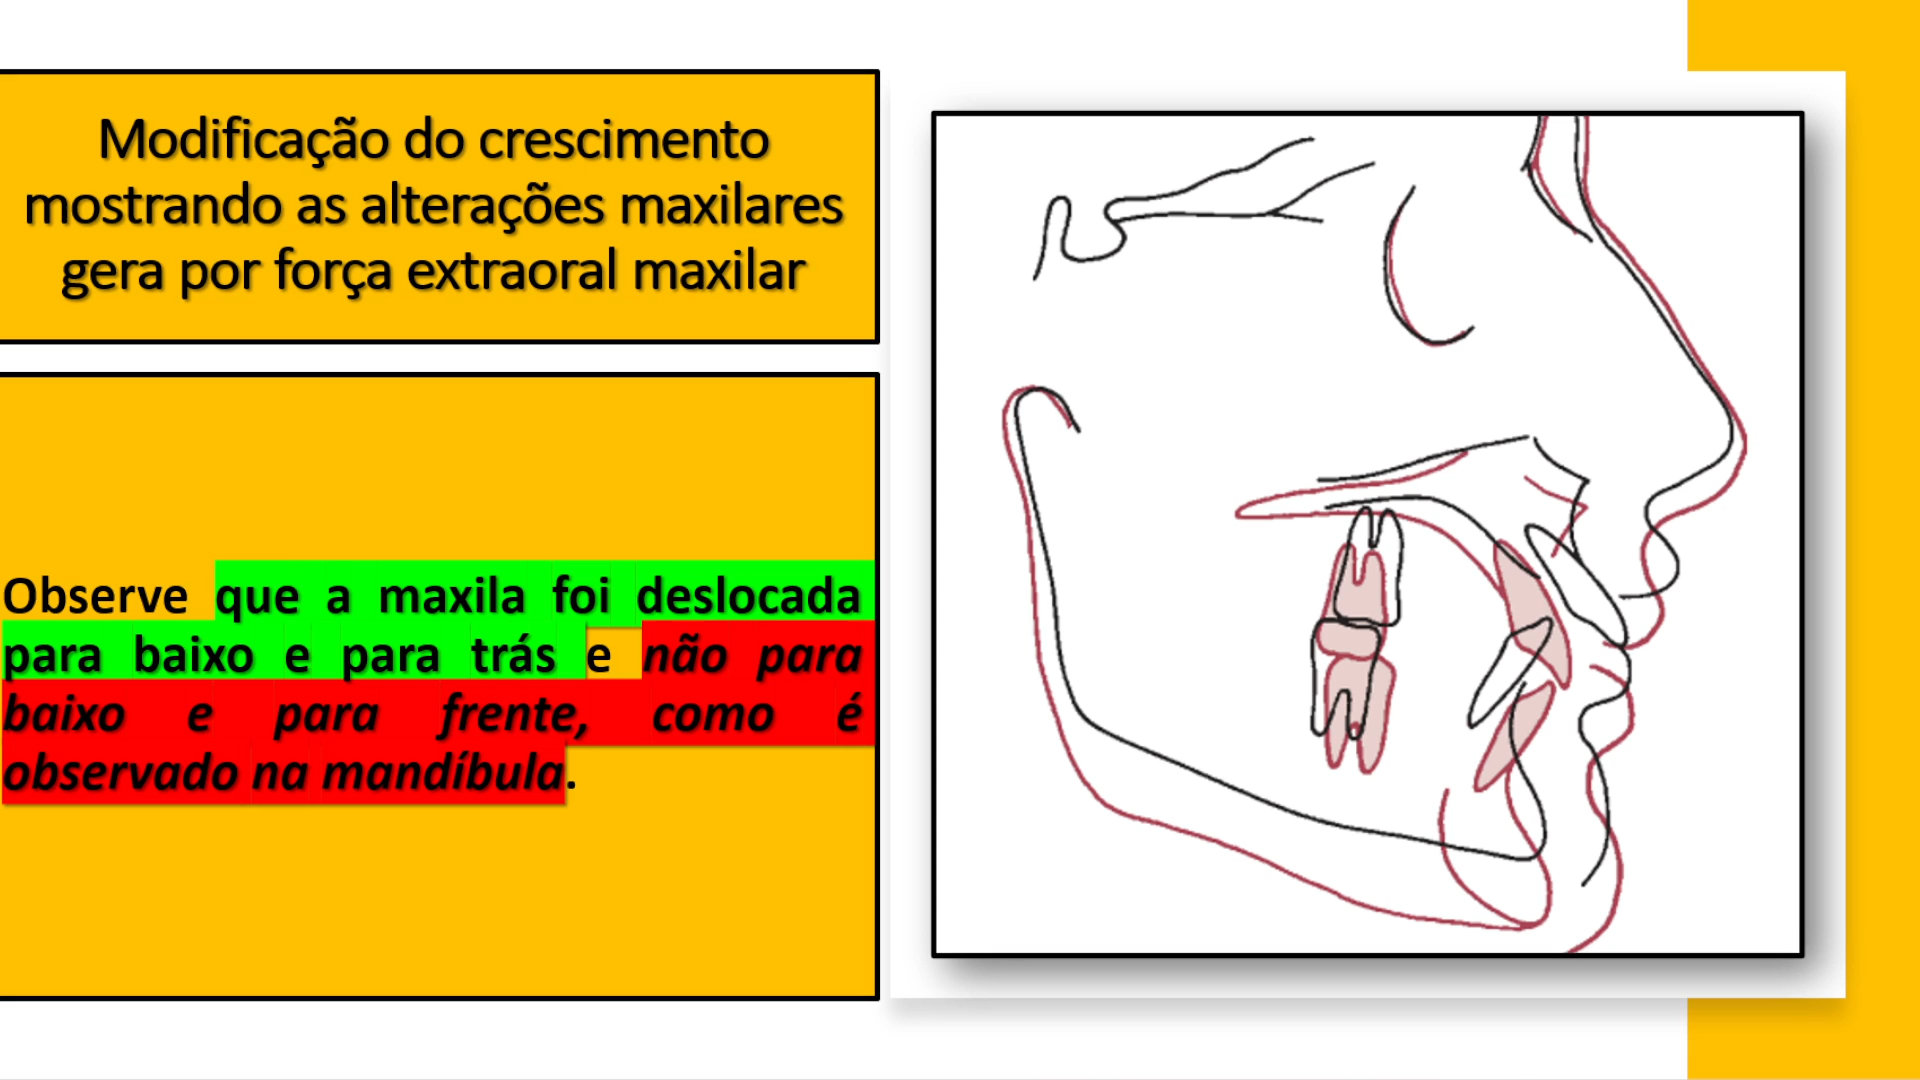 Modificação do crescimento
mostrando as alterações maxilares
gera por força extraoral maxilar
Observe que a maxila foi deslocada
para baixo e para trás e não para
baixo e para frente, como é
observado na mandíbula.